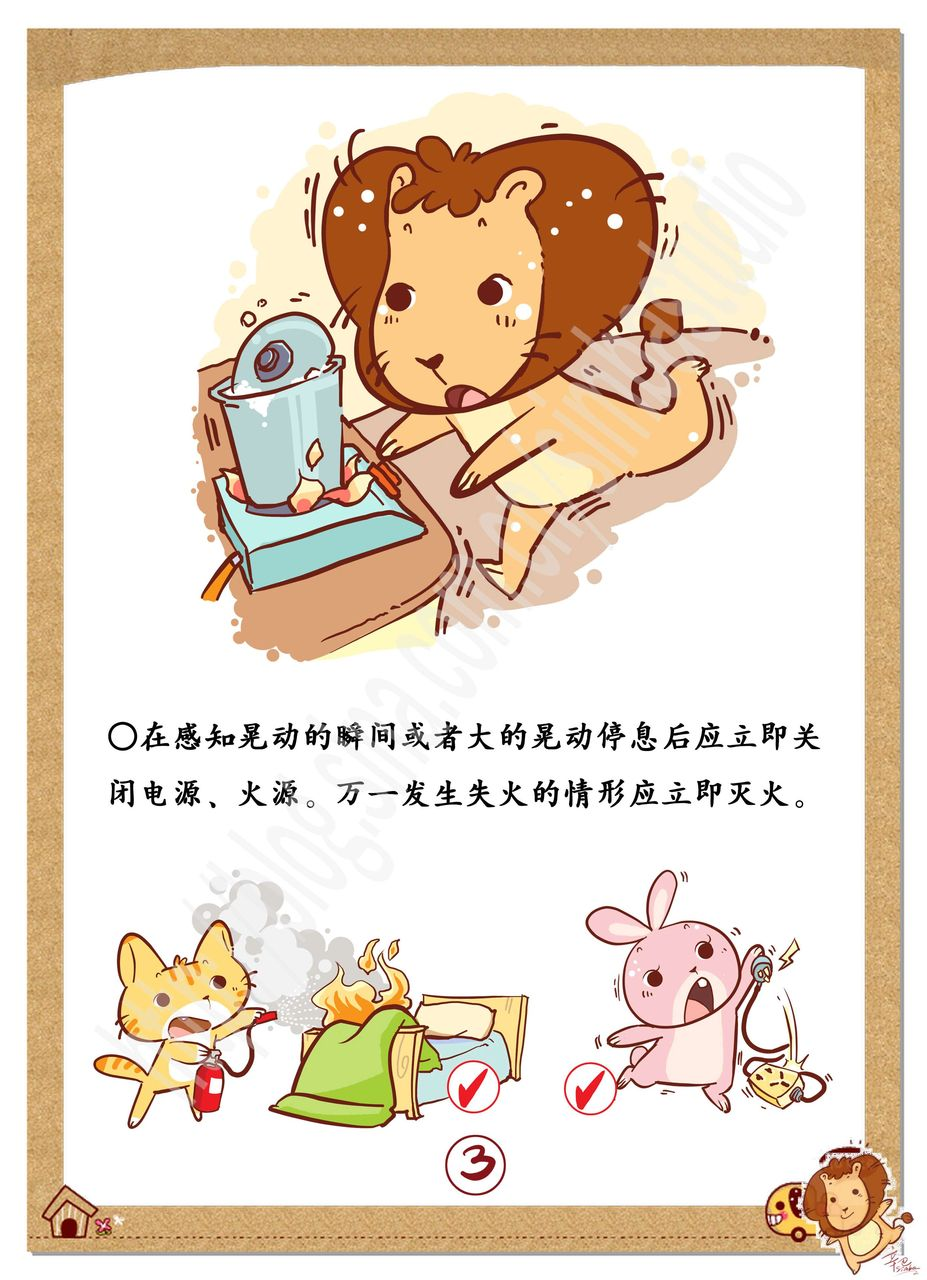 〇在感知晃动的瞬间或者大的晃动停息后应立即关
闭电源、火源。万一发生失火的情形应立即灭火。
3